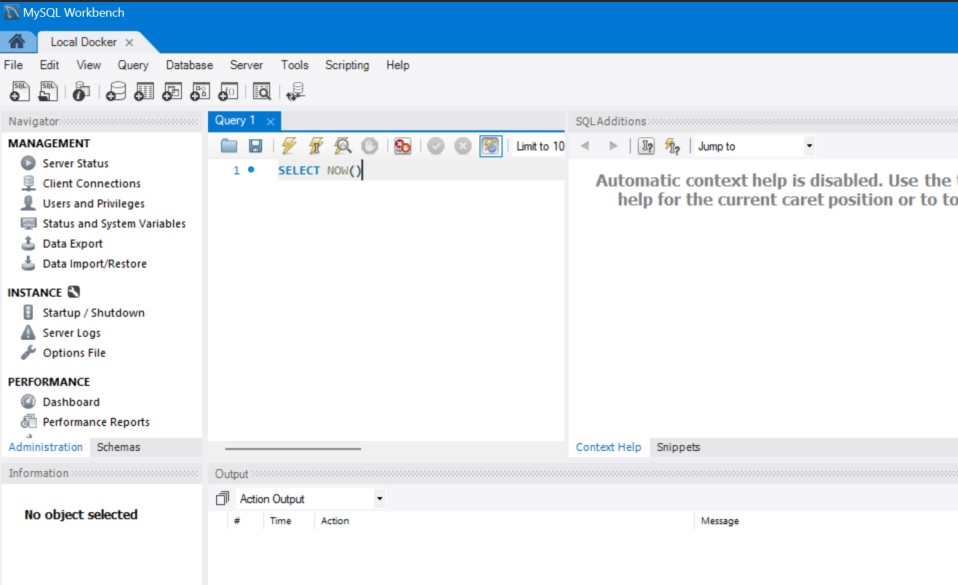 MySQL Workbench
Local Docker
File Edit View Query Database Server Tools Scripting Help
Navigator
MANAGEMENT
Server Status
Client Connections
Users and Privileges
Status and System Variables
Data Export
Data Import/Restore
INSTANCE
Startup / Shutdown
Server Logs
Options File
PERFORMANCE
Dashboard
Performance Reports
Administration Schemas
Information
No object selected
Query 1
Limit to 10
1 SELECT NOW()
SQLAdditions
Jump to
Automatic context help is disabled. Use the
help for the current caret position or to to
Context Help Snippets
Output
Action Output
# Time Action Message